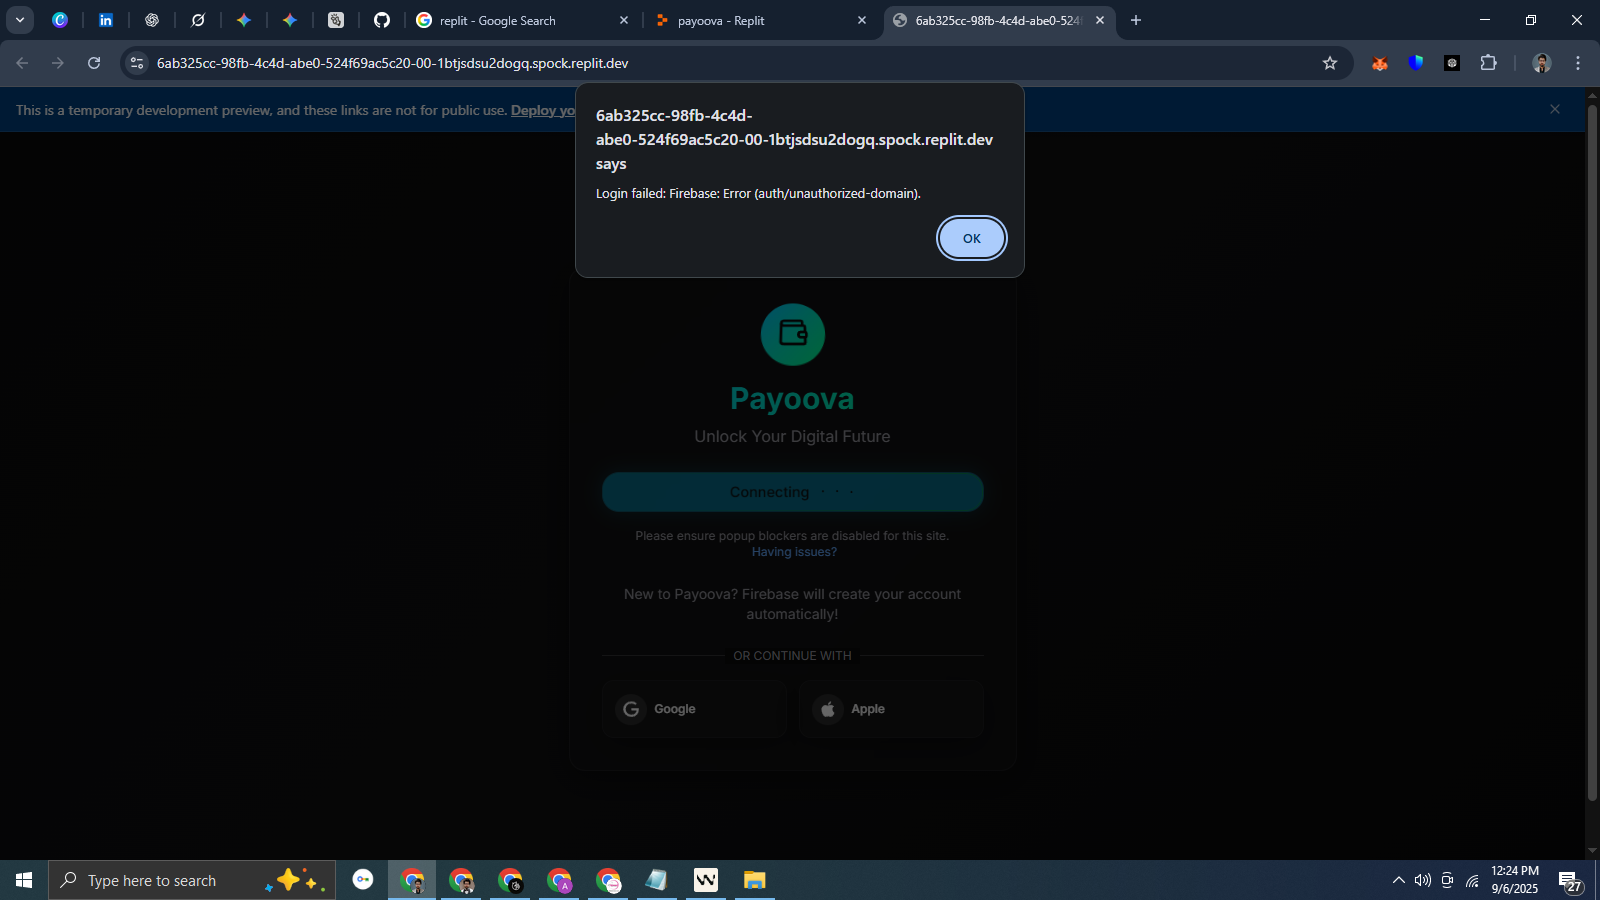 replit - Google Search
payoova - Replit
6ab325cc-98fb-4c4d-abe0-524f
6ab325cc-98fb-4c4d-abe0-524f69ac5c20-00-1btjsdsu2dogq.spock.replit.dev
This is a temporary development preview, and these links are not for public use. Deploy yo
6ab325cc-98fb-4c4d-
abe0-524f69ac5c20-00-1btjsdsu2dogq.spock.replit.dev
says
Login failed: Firebase: Error (auth/unauthorized-domain).
OK
Payoova
Unlock Your Digital Future
Connecting
Please ensure popup blockers are disabled for this site.
Having issues?
New to Payoova? Firebase will create your account
automatically!
OR CONTINUE WITH
Google
Apple
Type here to search
12:24 PM
9/6/2025
27